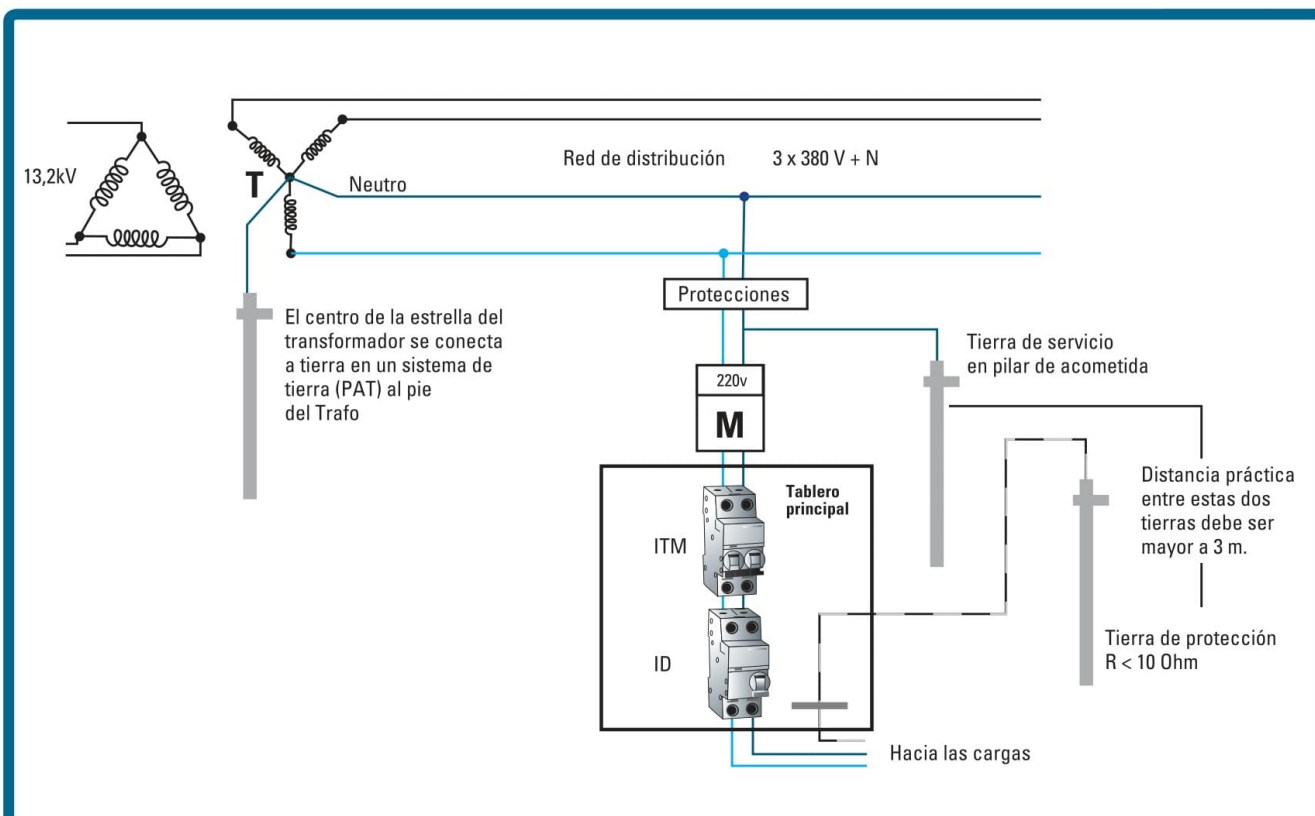 13,2kV
T
Neutro
Red de distribución 3 x 380 V + N
El centro de la estrella del
transformador se conecta
a tierra en un sistema de
tierra (PAT) al pie
del Trafo
Protecciones
220v
M
Tierra de servicio
en pilar de acometida
Tablero
principal
ITM
ID
Distancia práctica
entre estas dos
tierras debe ser
mayor a 3 m.
Tierra de protección
R < 10 Ohm
Hacia las cargas